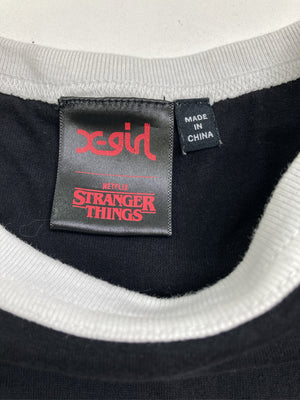 X-girl
NETFLIX
STRANGER
THINGS
MADE
IN
CHINA